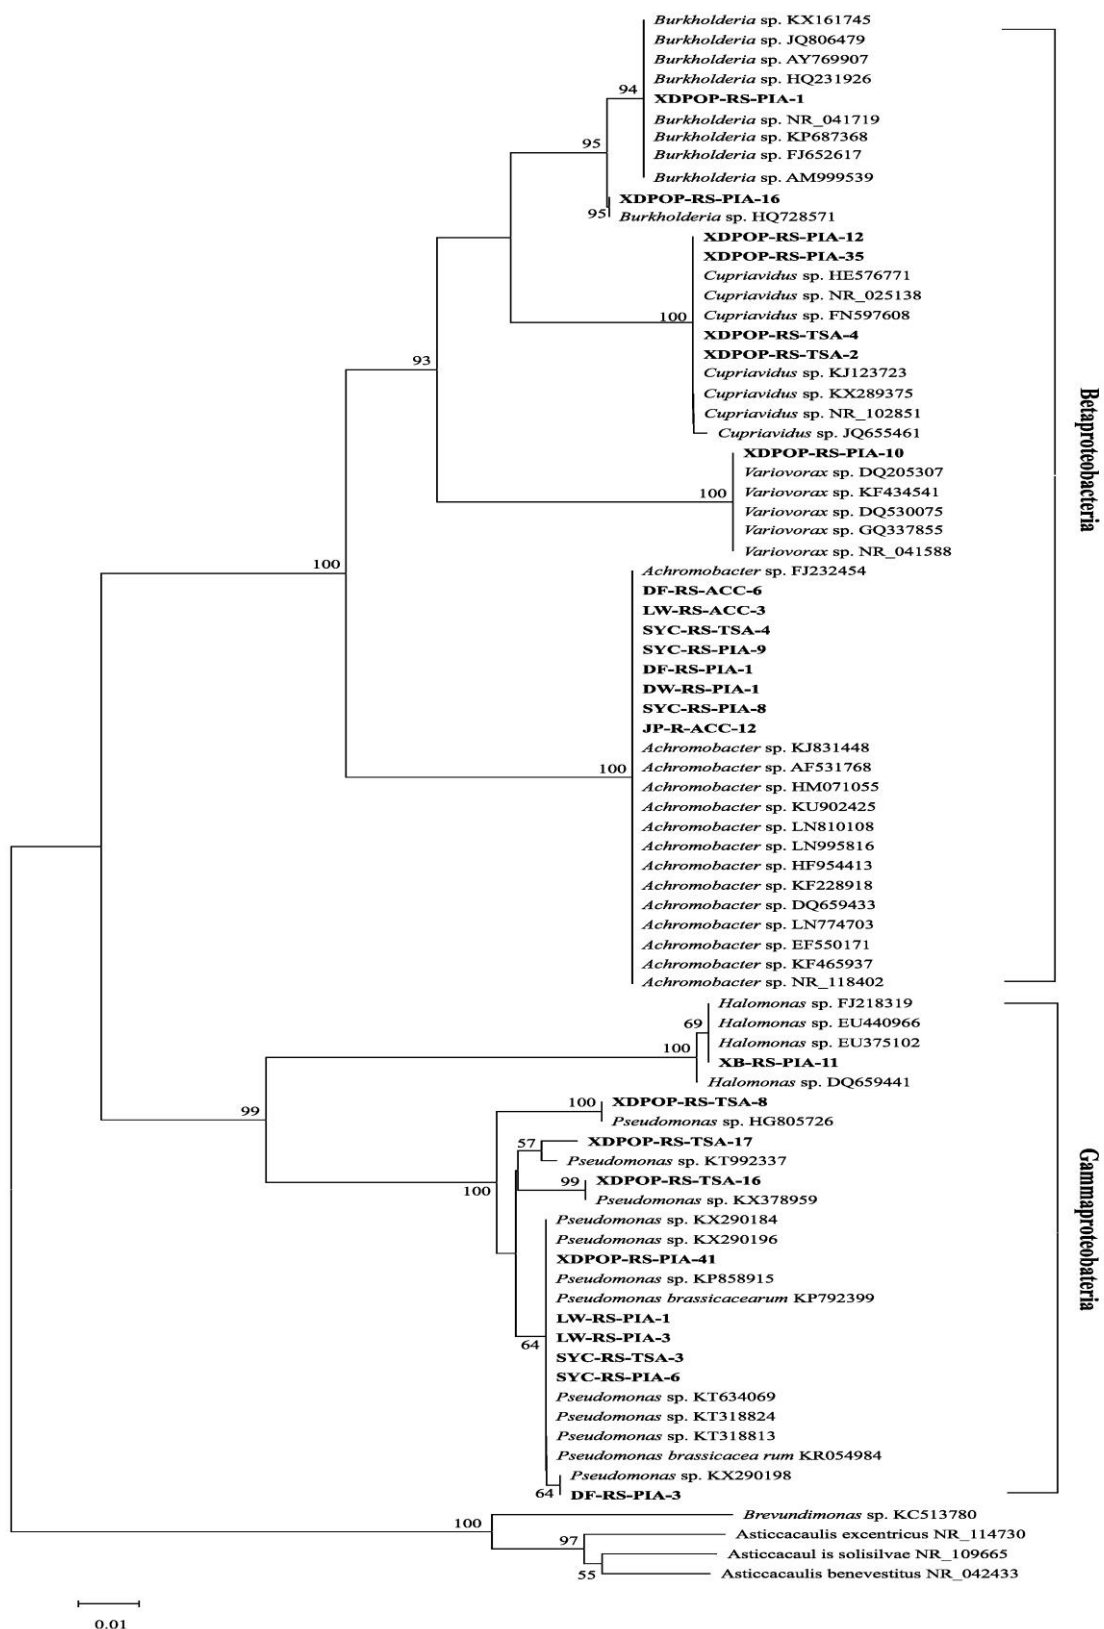 Burkholderia sp. KX161745
Burkholderia sp. JQ806479
Burkholderia sp. AY769907
Burkholderia sp. HQ231926
94
XDPOP-RS-PIA-1
Burkholderia sp. NR_041719
Burkholderia sp. KP687368
95
Burkholderia sp. FJ652617
Burkholderia sp. AM999539
XDPOP-RS-PIA-16
95
Burkholderia sp. HQ728571
XDPOP-RS-PIA-12
XDPOP-RS-PIA-35
Cupriavidus sp. HE576771
Cupriavidus sp. NR_025138
Cupriavidus sp. FN597608
100
XDPOP-RS-TSA-4
XDPOP-RS-TSA-2
93
Cupriavidus sp. KJ123723
Cupriavidus sp. KX289375
Cupriavidus sp. NR_102851
Cupriavidus sp. JQ655461
Betaproteobacteria
XDPOP-RS-PIA-10
Variovorax sp. DQ205307
100
Variovorax sp. KF434541
Variovorax sp. DQ530075
Variovorax sp. GQ337855
Variovorax sp. NR_041588
100
Achromobacter sp. FJ232454
DF-RS-ACC-6
LW-RS-ACC-3
SYC-RS-TSA-4
SYC-RS-PIA-9
DF-RS-PIA-1
DW-RS-PIA-1
SYC-RS-PIA-8
JP-R-ACC-12
Achromobacter sp. KJ831448
100
Achromobacter sp. AF531768
Achromobacter sp. HM071055
Achromobacter sp. KU902425
Achromobacter sp. LN810108
Achromobacter sp. LN995816
Achromobacter sp. HF954413
Achromobacter sp. KF228918
Achromobacter sp. DQ659433
Achromobacter sp. LN774703
Achromobacter sp. EF550171
Achromobacter sp. KF465937
Achromobacter sp. NR_118402
Halomonas sp. FJ218319
69
Halomonas sp. EU440966
Halomonas sp. EU375102
100
XB-RS-PIA-11
Halomonas sp. DQ659441
99
100
XDPOP-RS-TSA-8
Pseudomonas sp. HG805726
57
XDPOP-RS-TSA-17
Pseudomonas sp. KT992337
99
XDPOP-RS-TSA-16
100
Pseudomonas sp. KX378959
Pseudomonas sp. KX290184
Pseudomonas sp. KX290196
Gammaproteobateria
XDPOP-RS-PIA-41
Pseudomonas sp. KP858915
Pseudomonas brassicacearum KP792399
LW-RS-PIA-1
LW-RS-PIA-3
64
SYC-RS-TSA-3
SYC-RS-PIA-6
Pseudomonas sp. KT634069
Pseudomonas sp. KT318824
Pseudomonas sp. KT318813
Pseudomonas brassicacea rum KR054984
Pseudomonas sp. KX290198
64
DF-RS-PIA-3
Brevundimonas sp. KC513780
100
Asticcacaulis excentricus NR_114730
97
Asticcacaul is solisilvae NR_109665
55
Asticcacaulis benevestitus NR_042433
0.01